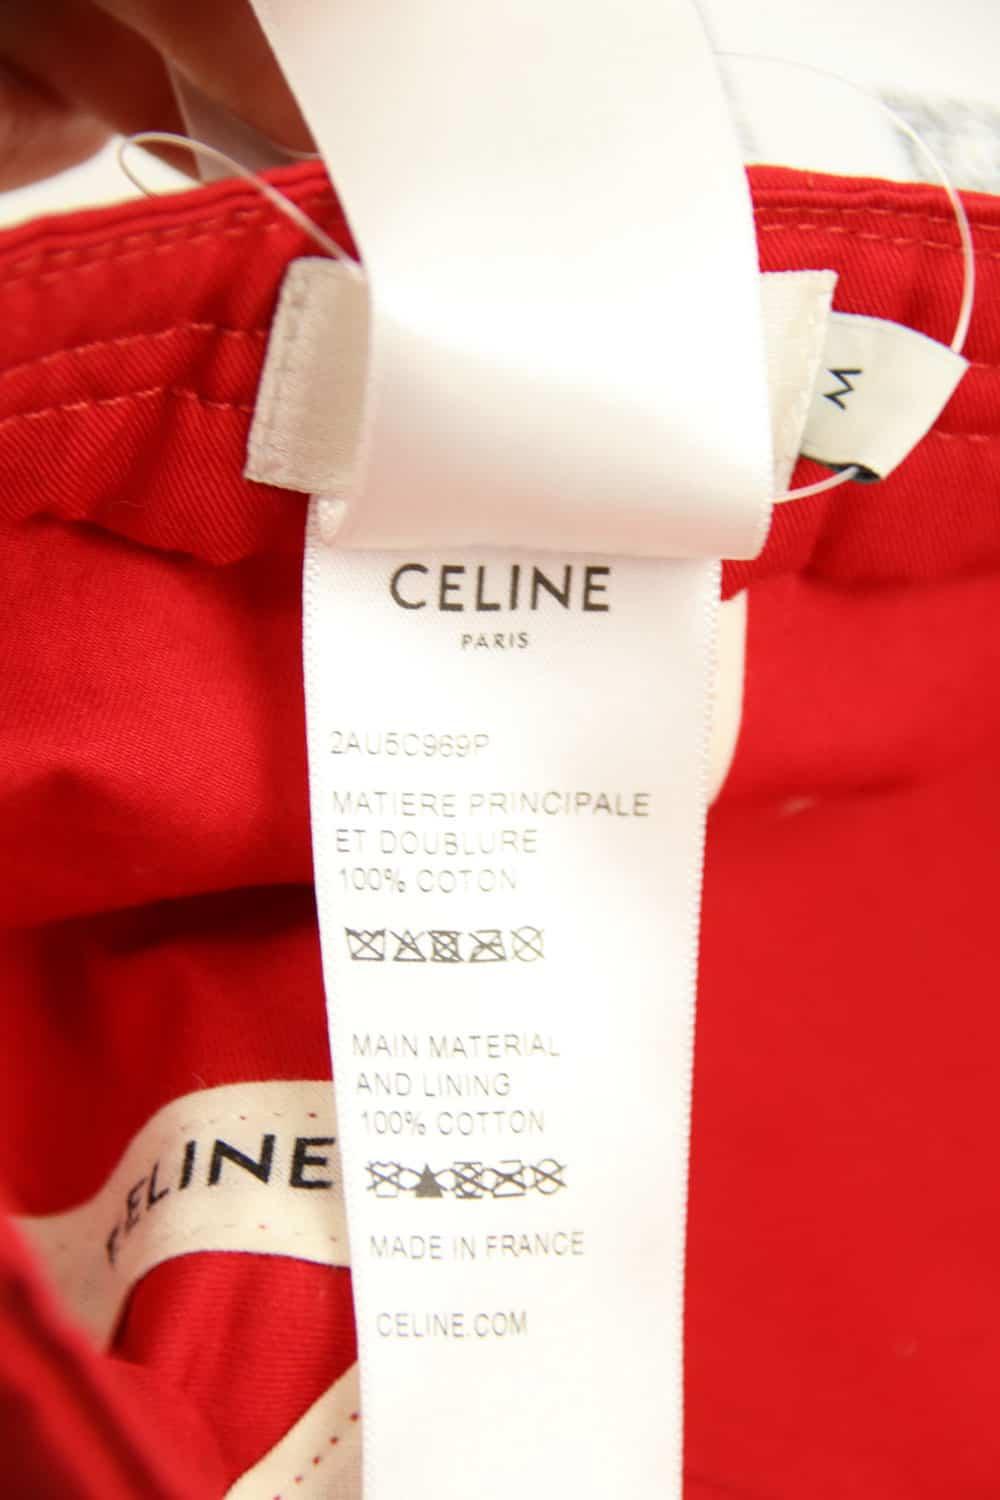 M
CELINE
PARIS
2AU5C969P
MATIERE PRINCIPALE
ET DOUBLURE
100% COTON
MAIN MATERIAL
AND LINING
100% COTTON
CELINE
MADE IN FRANCE
CELINE.COM